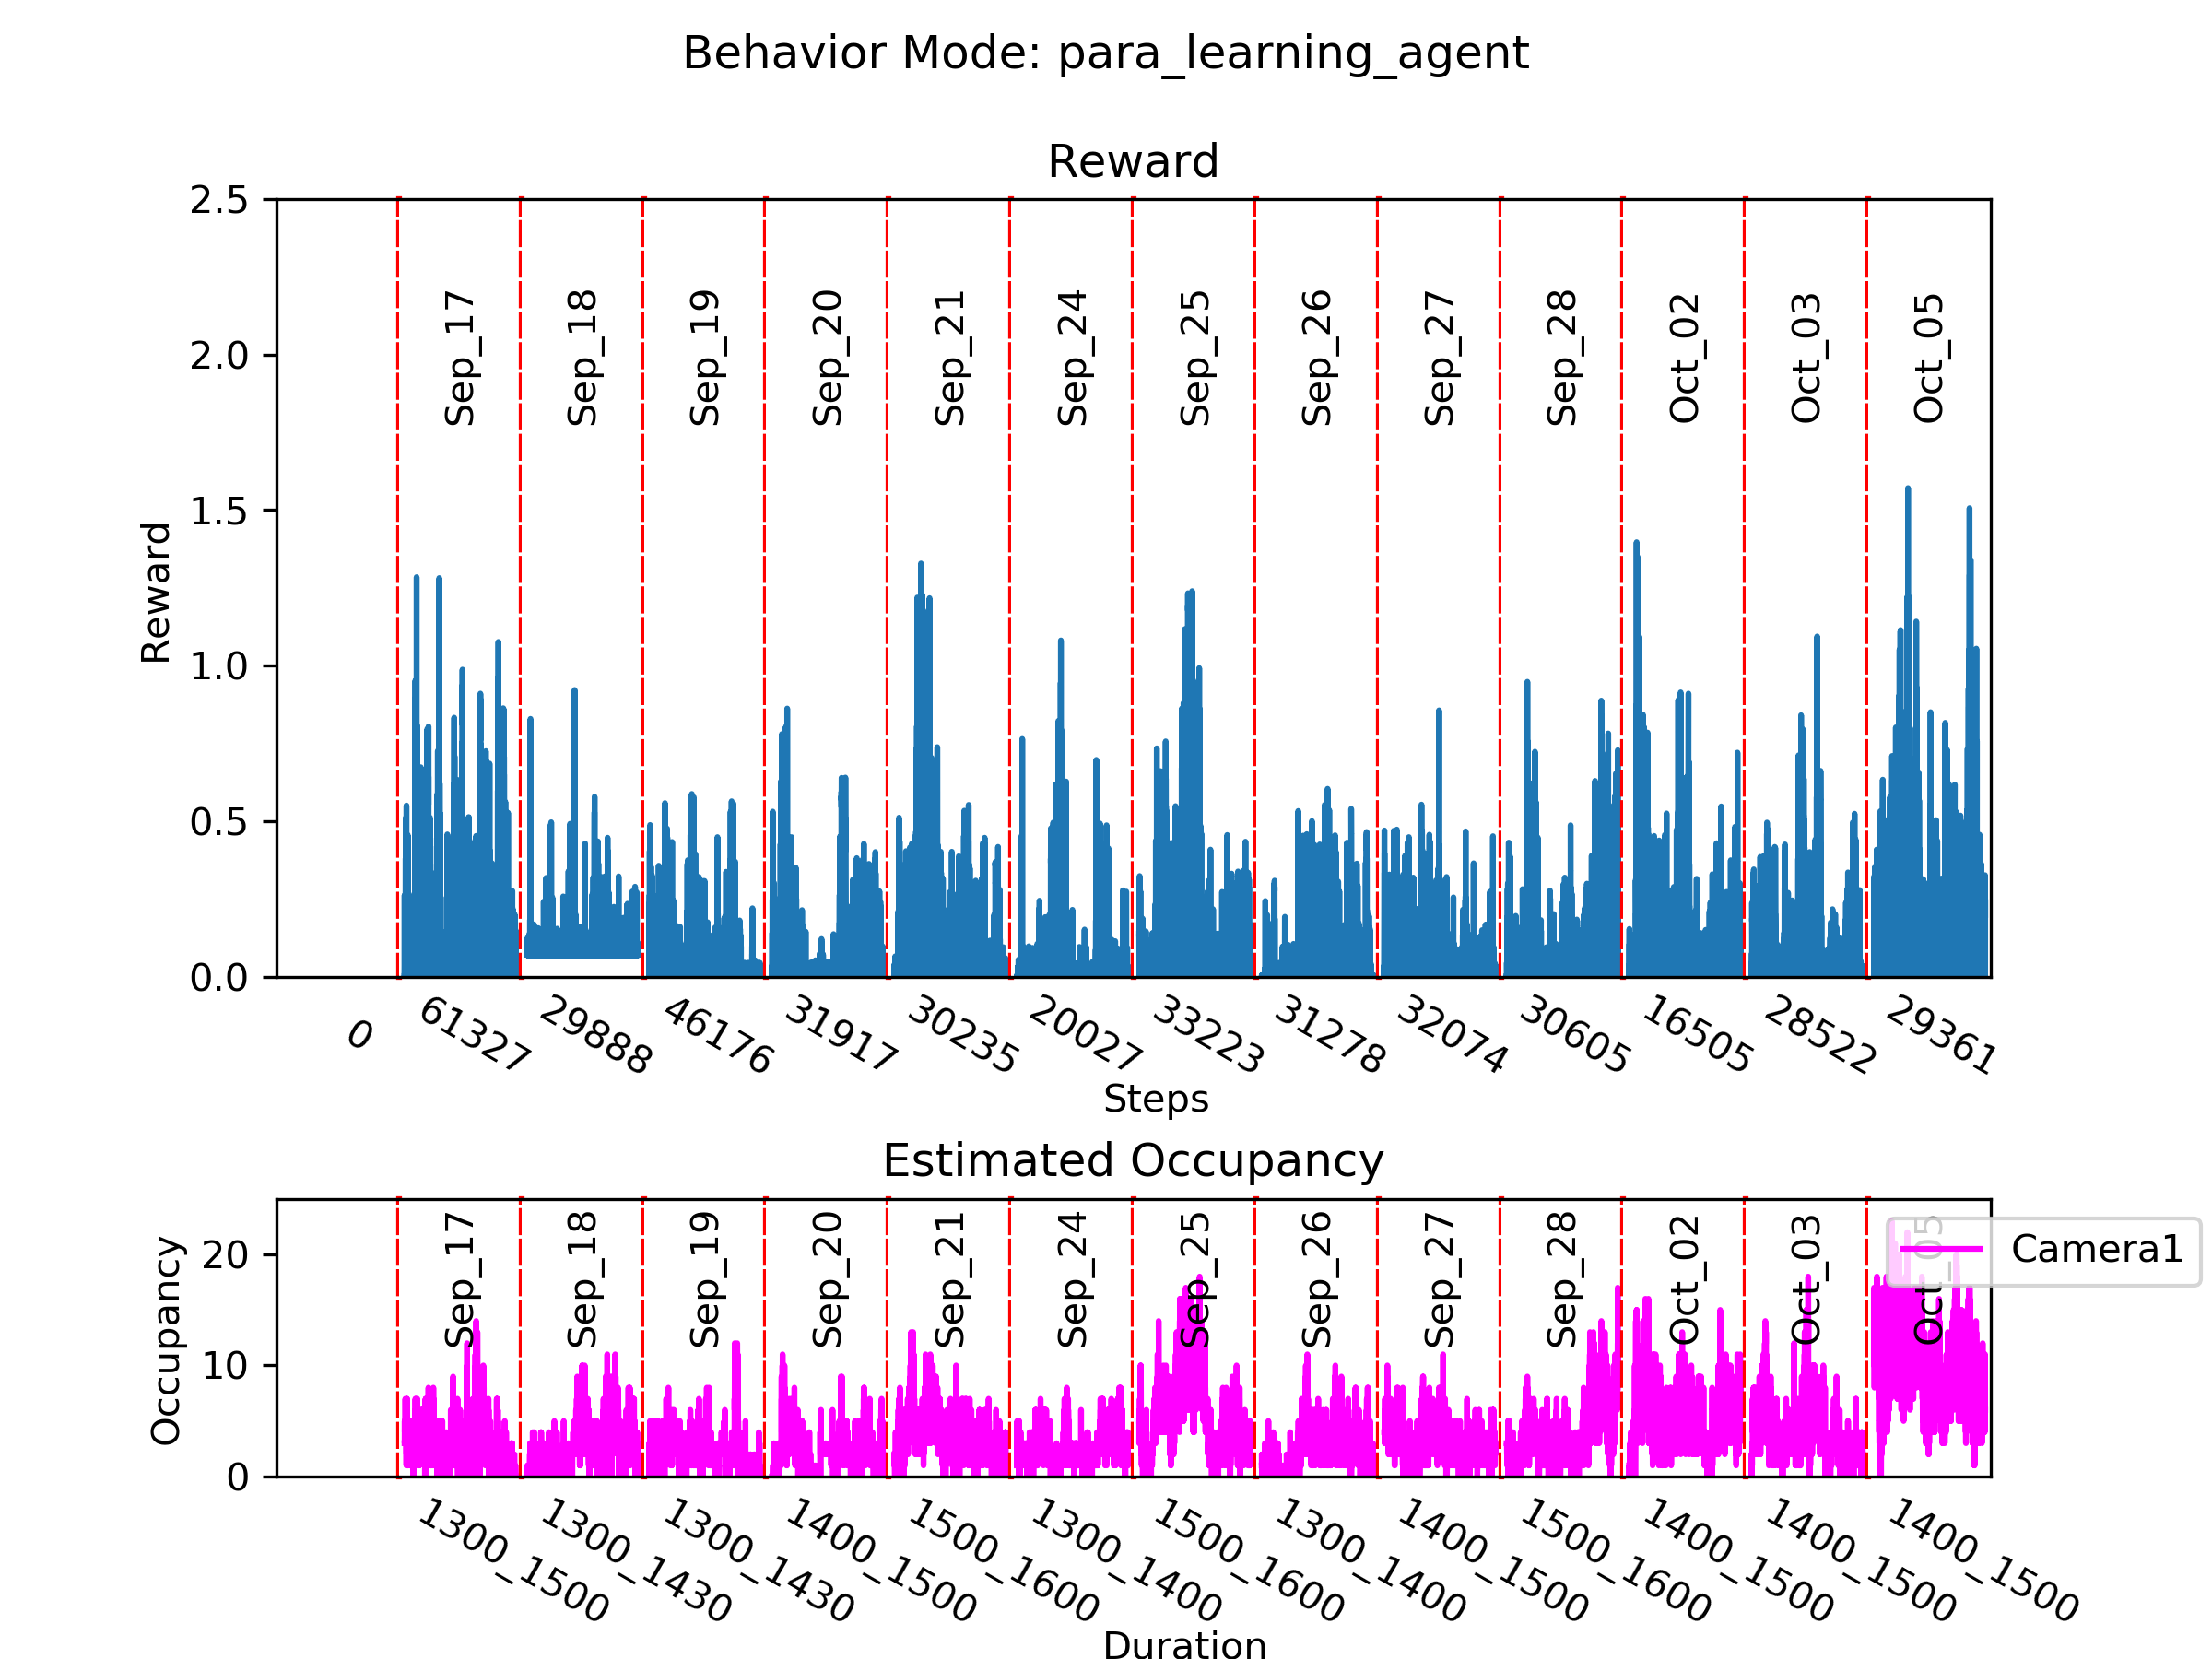 Behavior Mode: para_learning_agent
Reward
2.5
2.0
1.5
1.0
0.5
0.0
Reward
Sep_17
Sep_18
Sep_19
Sep_20
Sep_21
Sep_24
Sep_25
Sep_26
Sep_27
Sep_28
Oct_02
Oct_03
Oct_05
0
61327
29888
46176
31917
30235
20027
33223
31278
32074
30605
16505
28522
29361
Steps
Estimated Occupancy
20
10
0
Occupancy
Sep_17
Sep_18
Sep_19
Sep_20
Sep_21
Sep_24
Sep_25
Sep_26
Sep_27
Sep_28
Oct_02
Oct_03
Oct_05
Camera1
1300_1500
1300_1430
1300_1430
1400_1500
1500_1600
1300_1400
1500_1600
1300_1400
1400_1500
1500_1600
1400_1500
1400_1500
1400_1500
Duration